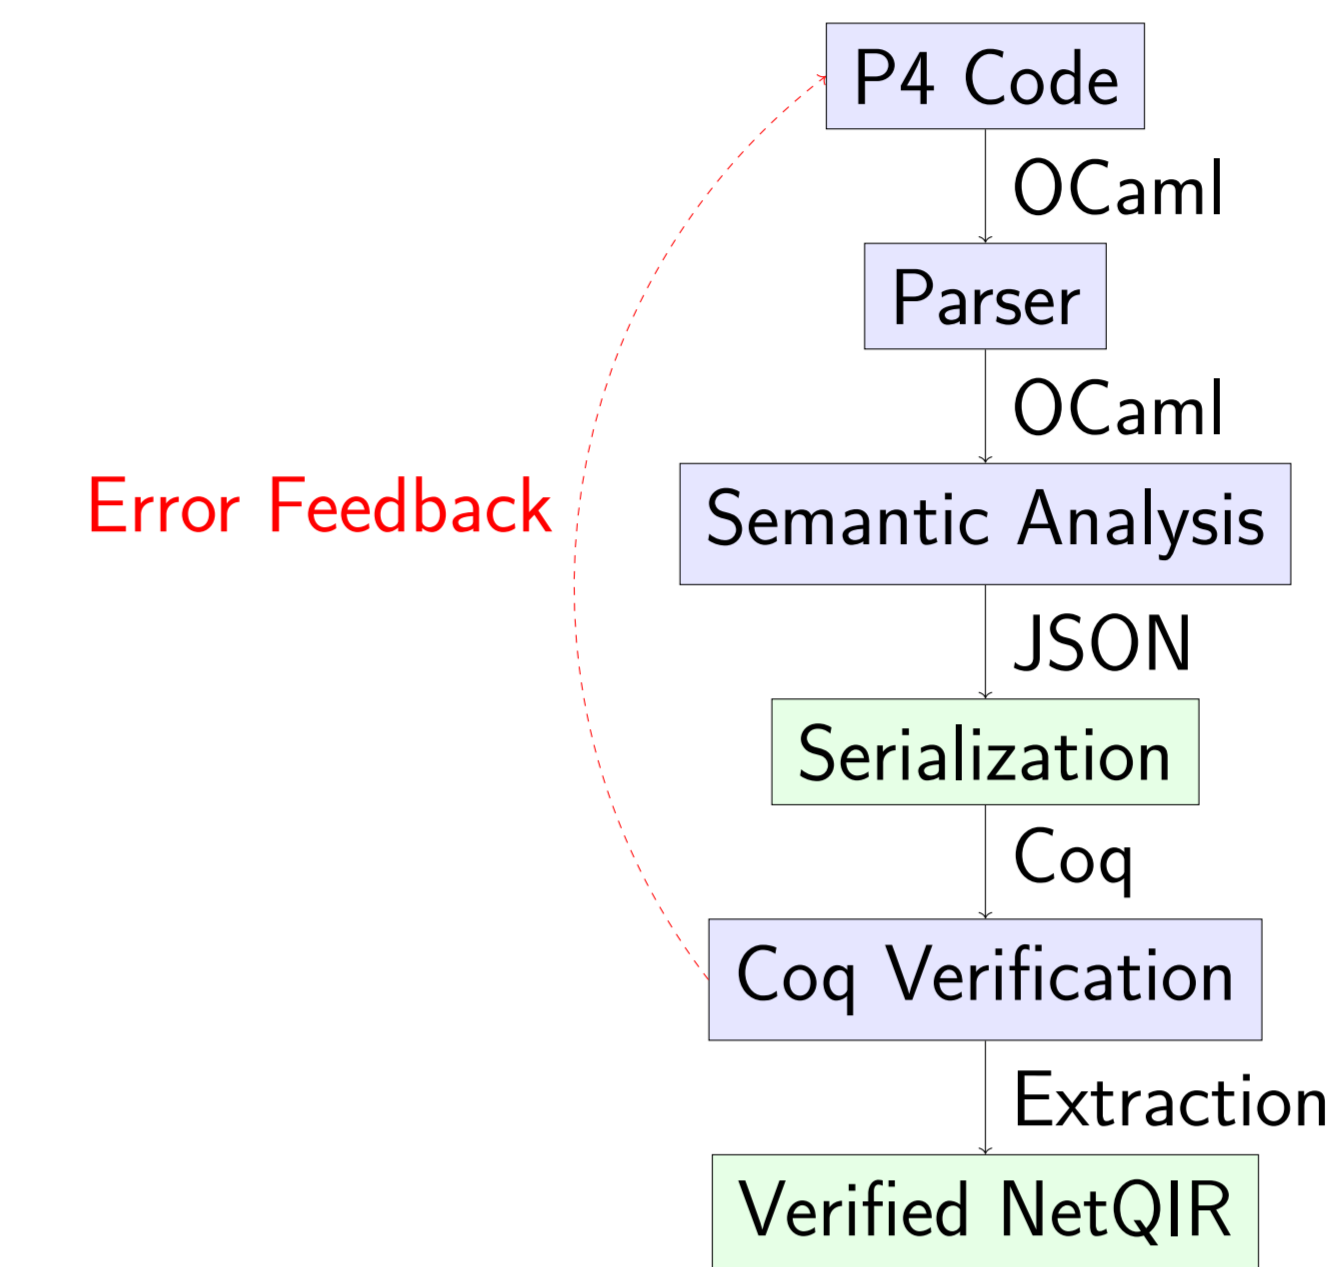 P4 Code
OCaml
Parser
OCaml
Error Feedback
Semantic Analysis
JSON
Serialization
Coq
Coq Verification
Extraction
Verified NetQIR